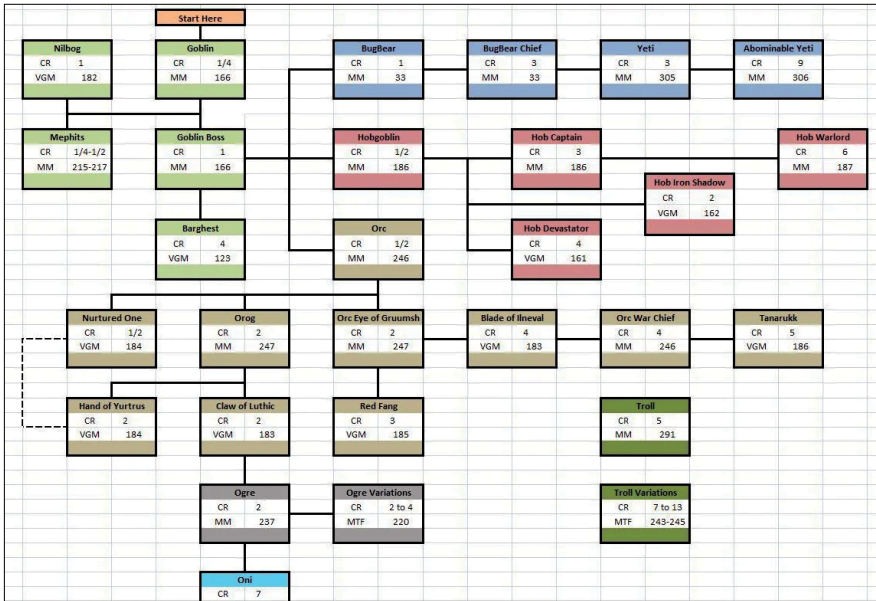 Start Here
Nilbog
CR 1
VGM 182
Goblin
CR 1/4
MM 166
BugBear
CR 1
MM 33
BugBear Chief
CR 3
MM 33
Yeti
CR 3
MM 305
Abominable Yeti
CR 9
MM 306
Mephits
CR 1/4-1/2
MM 215-217
Goblin Boss
CR 1
MM 166
Hobgoblin
CR 1/2
MM 186
Hob Captain
CR 3
MM 186
Hob Warlord
CR 6
MM 187
Hob Iron Shadow
CR 2
VGM 162
Barghest
CR 4
VGM 123
Orc
CR 1/2
MM 246
Hob Devastator
CR 4
VGM 161
Nurtured One
CR 1/2
VGM 184
Orog
CR 2
MM 247
Orc Eye of Gruumsh
CR 2
MM 247
Blade of Ilneval
CR 4
VGM 183
Orc War Chief
CR 4
MM 246
Tanarukk
CR 5
VGM 186
Hand of Yurtrus
CR 2
VGM 184
Claw of Luthic
CR 2
VGM 183
Red Fang
CR 3
VGM 185
Troll
CR 5
MM 291
Ogre
CR 2
MM 237
Ogre Variations
CR 2 to 4
MTF 220
Troll Variations
CR 7 to 13
MTF 243-245
Oni
CR 7